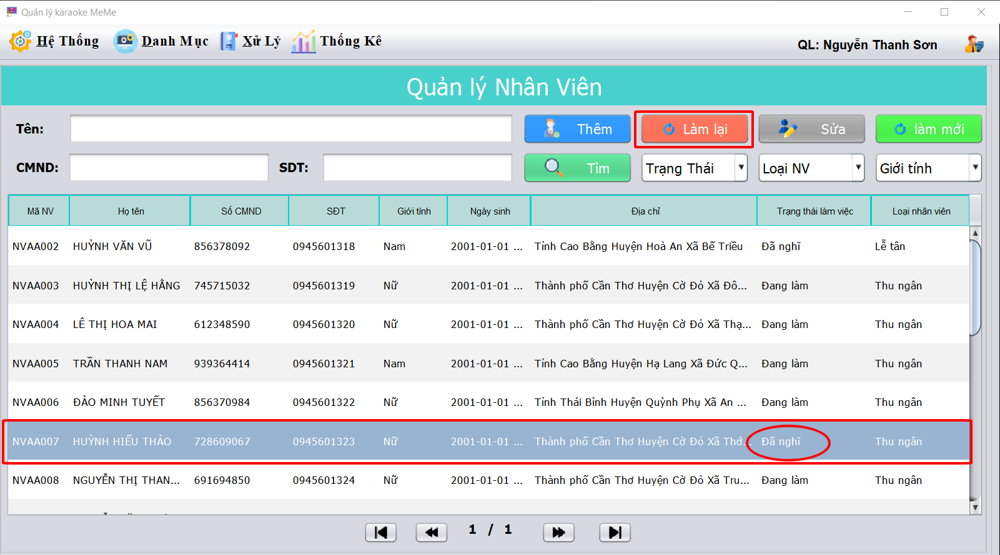 Quản lý karaoke MeMe
Hệ Thống Danh Mục Xử Lý Thống Kê QL: Nguyễn Thanh Sơn
Quản lý Nhân Viên
Tên: Thêm Làm lại Sửa làm mới
CMND: SDT: Tìm Trạng Thái Loại NV Giới tính
Mã NV Họ tên Số CMND SĐT Giới tính Ngày sinh Địa chỉ Trạng thái làm việc Loại nhân viên
NVAA002 HUỲNH VĂN VŨ 856378092 0945601318 Nam 2001-01-01 ... Tỉnh Cao Bằng Huyện Hoà An Xã Bế Triều Đã nghĩ Lễ tân
NVAA003 HUỲNH THỊ LỆ HẰNG 745715032 0945601319 Nữ 2001-01-01 ... Thành phố Cần Thơ Huyện Cờ Đỏ Xã Đô... Đang làm Thu ngân
NVAA004 LÊ THỊ HOA MAI 612348590 0945601320 Nữ 2001-01-01 ... Thành phố Cần Thơ Huyện Cờ Đỏ Xã Thạ... Đang làm Thu ngân
NVAA005 TRẦN THANH NAM 939364414 0945601321 Nam 2001-01-01 ... Tỉnh Cao Bằng Huyện Hạ Lang Xã Đức Q... Đang làm Thu ngân
NVAA006 ĐÀO MINH TUYẾT 856370984 0945601322 Nữ 2001-01-01 ... Tỉnh Thái Bình Huyện Quỳnh Phụ Xã An ... Đang làm Thu ngân
NVAA007 HUỲNH HIẾU THẢO 728609067 0945601323 Nữ 2001-01-01 ... Thành phố Cần Thơ Huyện Cờ Đỏ Xã Thớ... Đã nghĩ Thu ngân
NVAA008 NGUYỄN THỊ THAN... 691694850 0945601324 Nữ 2001-01-01 ... Thành phố Cần Thơ Huyện Cờ Đỏ Xã Tru... Đang làm Thu ngân
1 / 1